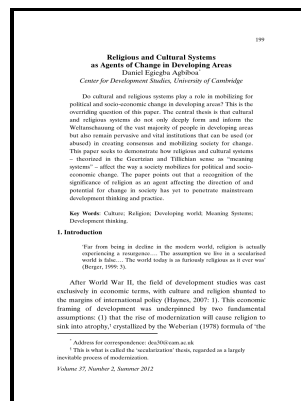 199
Religious and Cultural Systems
as Agents of Change in Developing Areas
Daniel Egiegba Agbiboa*
Center for Development Studies, University of Cambridge
Do cultural and religious systems play a role in mobilizing for
political and socio-economic change in developing areas? This is the
overriding question of this paper. The central thesis is that cultural
and religious systems do not only deeply form and inform the
Weltanschauung of the vast majority of people in developing areas
but also remain pervasive and vital institutions that can be used (or
abused) in creating consensus and mobilizing society for change.
This paper seeks to demonstrate how religious and cultural systems
– theorized in the Geertzian and Tillichian sense as “meaning
systems” – affect the way a society mobilizes for political and socio-
economic change. The paper points out that a recognition of the
significance of religion as an agent affecting the direction of and
potential for change in society has yet to penetrate mainstream
development thinking and practice.
Key Words: Culture; Religion; Developing world; Meaning Systems;
Development thinking.
1. Introduction
‘Far from being in decline in the modern world, religion is actually
experiencing a resurgence…. The assumption we live in a secularised
world is false.… The world today is as furiously religious as it ever was’
(Berger, 1999: 3).
After World War II, the field of development studies was cast
exclusively in economic terms, with culture and religion shunted to
the margins of international policy (Haynes, 2007: 1). This economic
framing of development was underpinned by two fundamental
assumptions: (1) that the rise of modernization will cause religion to
sink into atrophy,¹ crystallized by the Weberian (1978) formula of ‘the
* Address for correspondence: dea30@cam.ac.uk
¹ This is what is called the ‘secularization’ thesis, regarded as a largely
inevitable process of modernization.
Volume 37, Number 2, Summer 2012